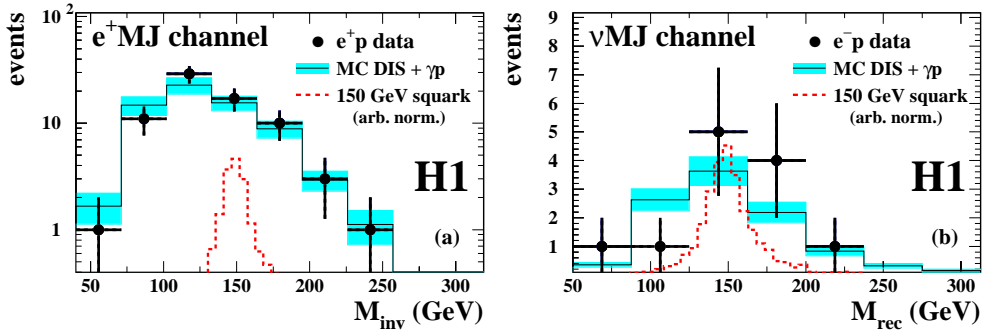 e⁺MJ channel
events
e⁺p data
MC DIS + γp
150 GeV squark
(arb. norm.)
H1
(a)
10²
10
1
50 100 150 200 250 300
M_inv (GeV)
νMJ channel
events
e⁻p data
MC DIS + γp
150 GeV squark
(arb. norm.)
H1
(b)
9
8
7
6
5
4
3
2
1
50 100 150 200 250 300
M_rec (GeV)